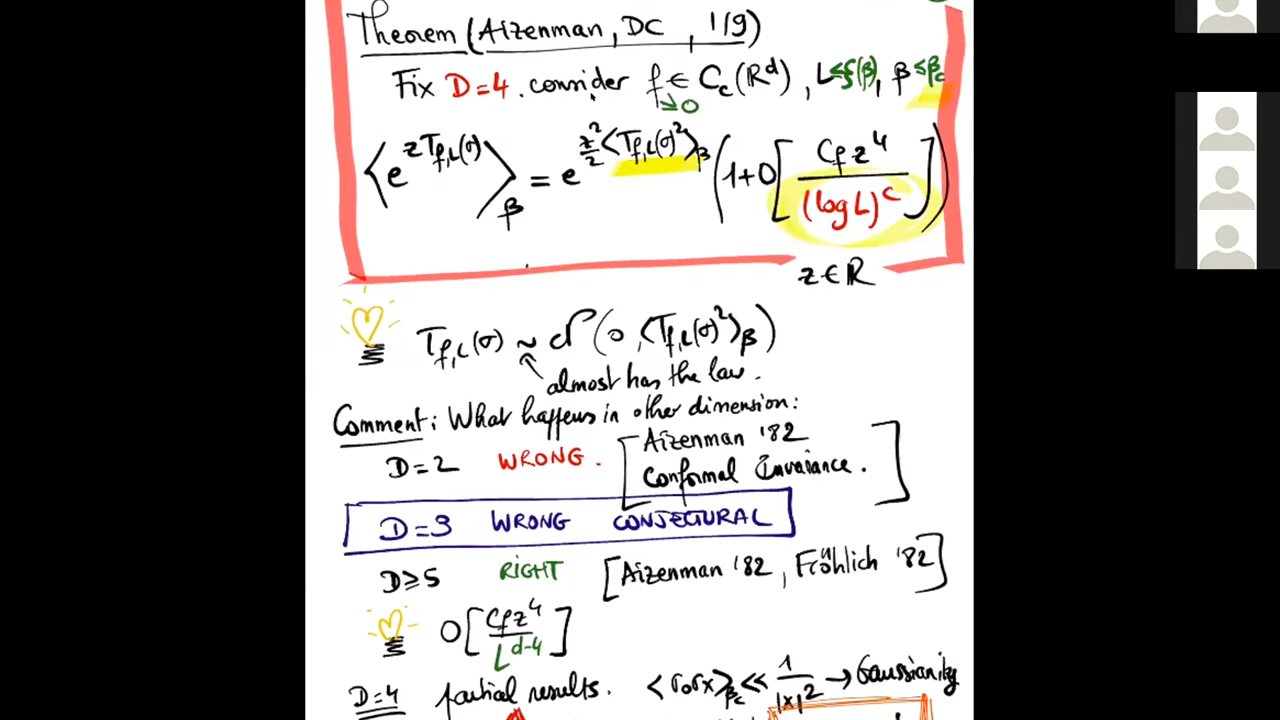 Theorem (Aizenman, DC, '19)
Fix D=4. consider f ∈ C_c(ℝ^d), L≤ξ(β), β≤β_c
≥0
⟨e^{zT_{f,L}(σ)}⟩_β = e^{z²/2 ⟨T_{f,L}(σ)²⟩_β} (1+O[C_f z⁴ / (log L)^c])
z∈ℝ
T_{f,L}(σ) ~ 𝒩(0, ⟨T_{f,L}(σ)²⟩_β)
almost has the law.
Comment: What happens in other dimension:
D=2 WRONG. [Aizenman '82
Conformal Invariance.]
D=3 WRONG CONJECTURAL
D≥5 RIGHT [Aizenman '82, Fröhlich '82]
O[C_f z⁴ / L^{d-4}]
D=4 partial results. ⟨σ₀σₓ⟩_{β_c} ≪ 1/|x|² → Gaussianity